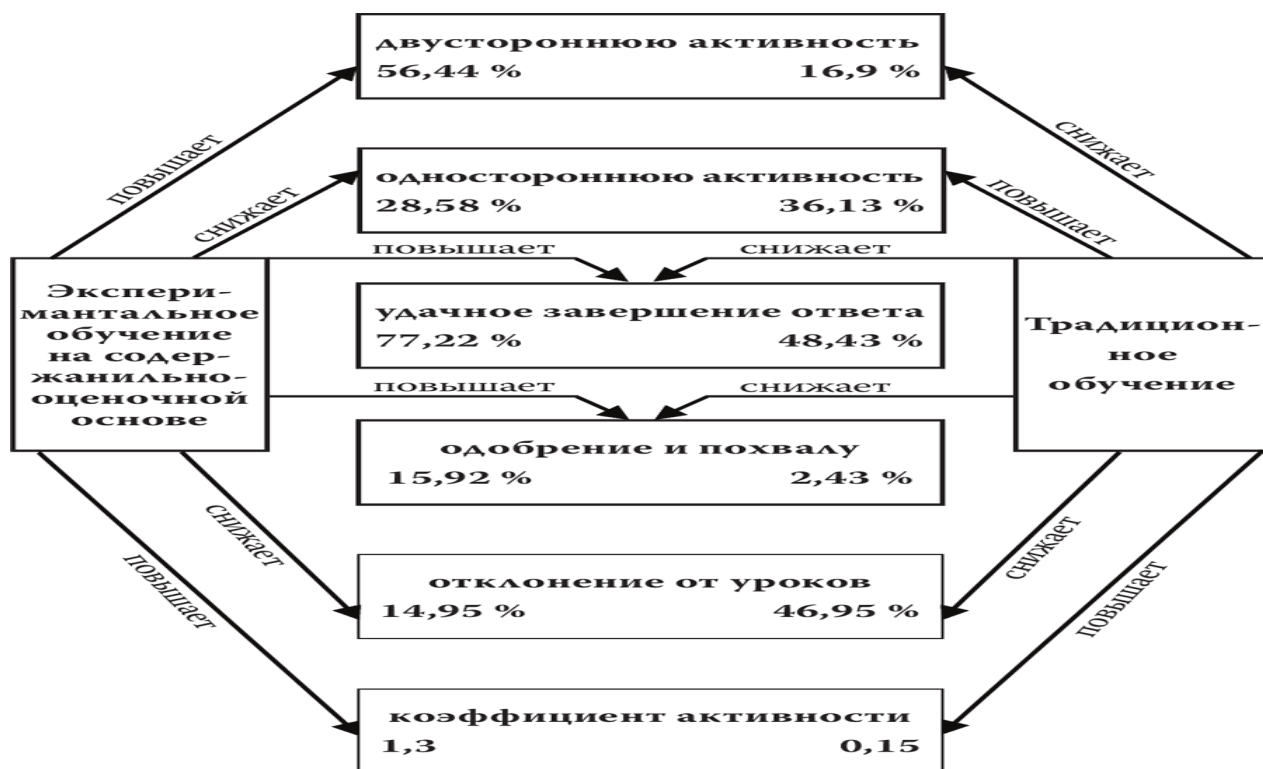 двустороннюю активность
56,44 % 16,9 %
повышает
снижает
одностороннюю активность
28,58 % 36,13 %
снижает
повышает
повышает
снижает
Экспери-
мантальное
обучение
на содер-
жанильно-
оценочной
основе
удачное завершение ответа
77,22 % 48,43 %
Традицион-
ное
обучение
повышает
снижает
одобрение и похвалу
15,92 % 2,43 %
снижает
снижает
отклонение от уроков
14,95 % 46,95 %
повышает
повышает
коэффициент активности
1,3 0,15